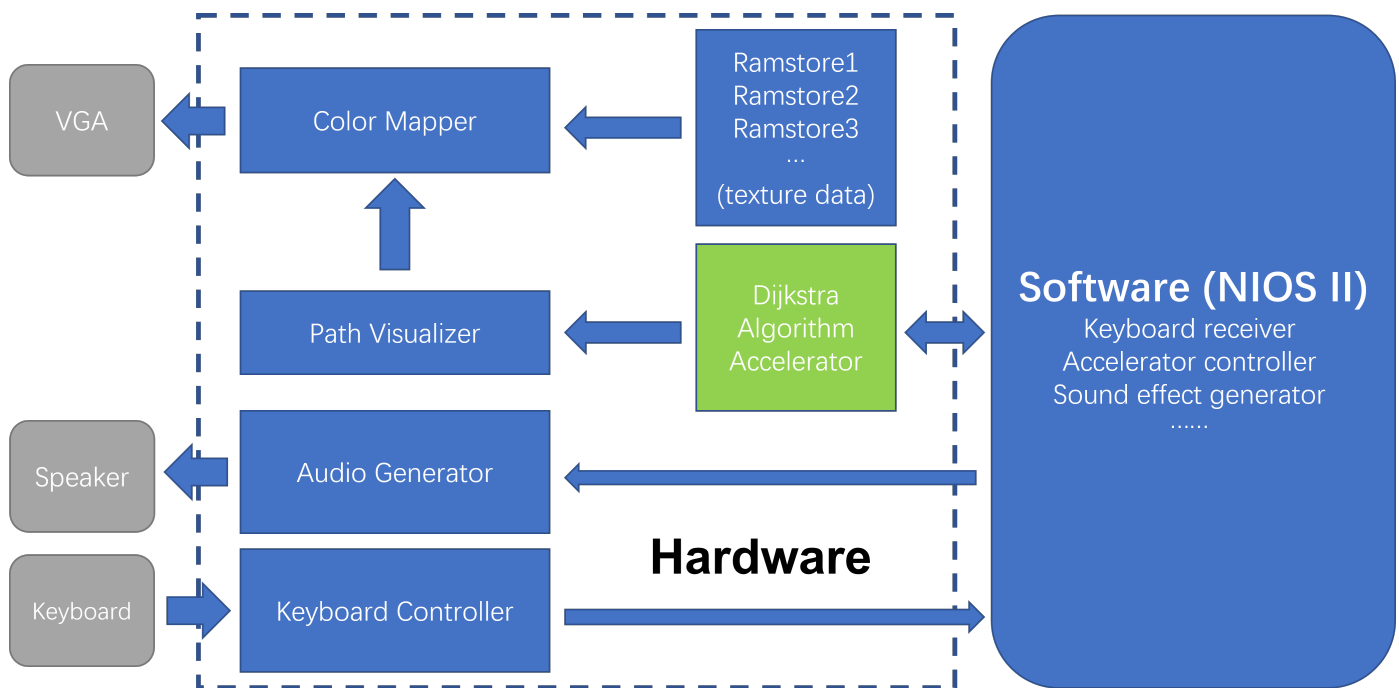 VGA
Color Mapper
Ramstore1
Ramstore2
Ramstore3
...
(texture data)
Path Visualizer
Dijkstra
Algorithm
Accelerator
Software (NIOS II)
Keyboard receiver
Accelerator controller
Sound effect generator
......
Speaker
Audio Generator
Hardware
Keyboard
Keyboard Controller